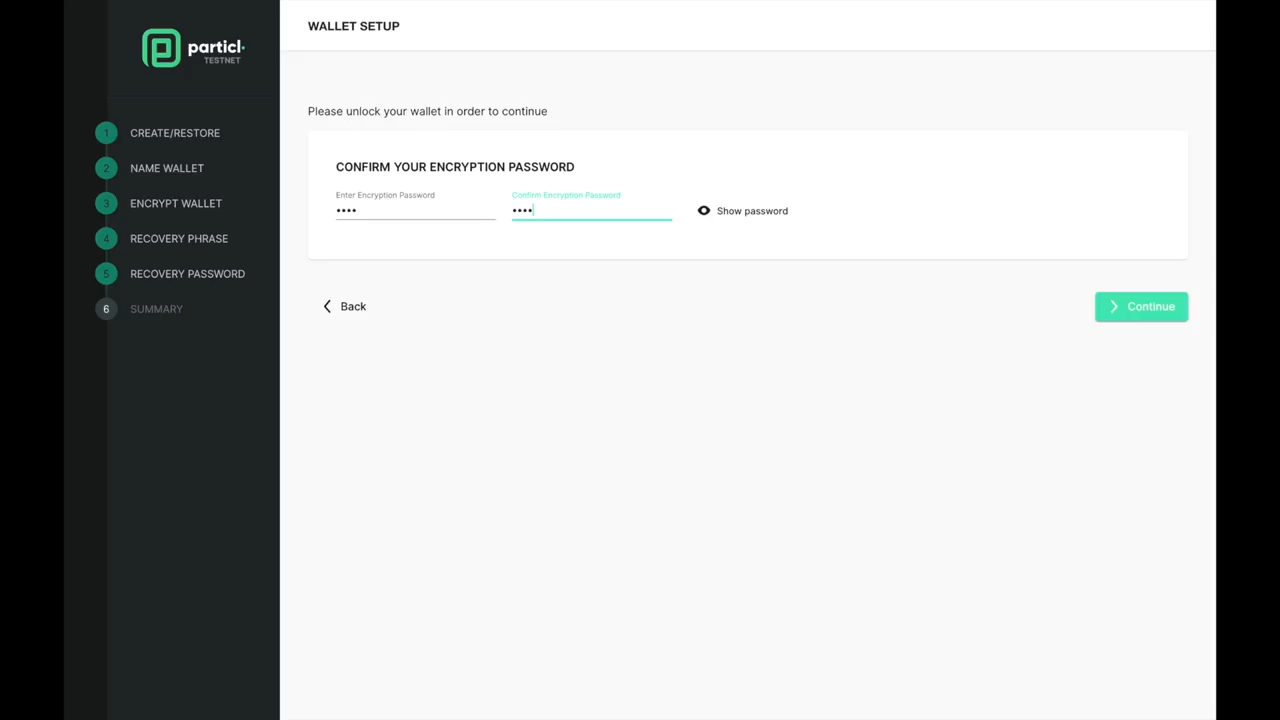 particl
TESTNET
1 CREATE/RESTORE
2 NAME WALLET
3 ENCRYPT WALLET
4 RECOVERY PHRASE
5 RECOVERY PASSWORD
6 SUMMARY
WALLET SETUP
Please unlock your wallet in order to continue
CONFIRM YOUR ENCRYPTION PASSWORD
Enter Encryption Password
••••
Confirm Encryption Password
••••
Show password
Back
Continue